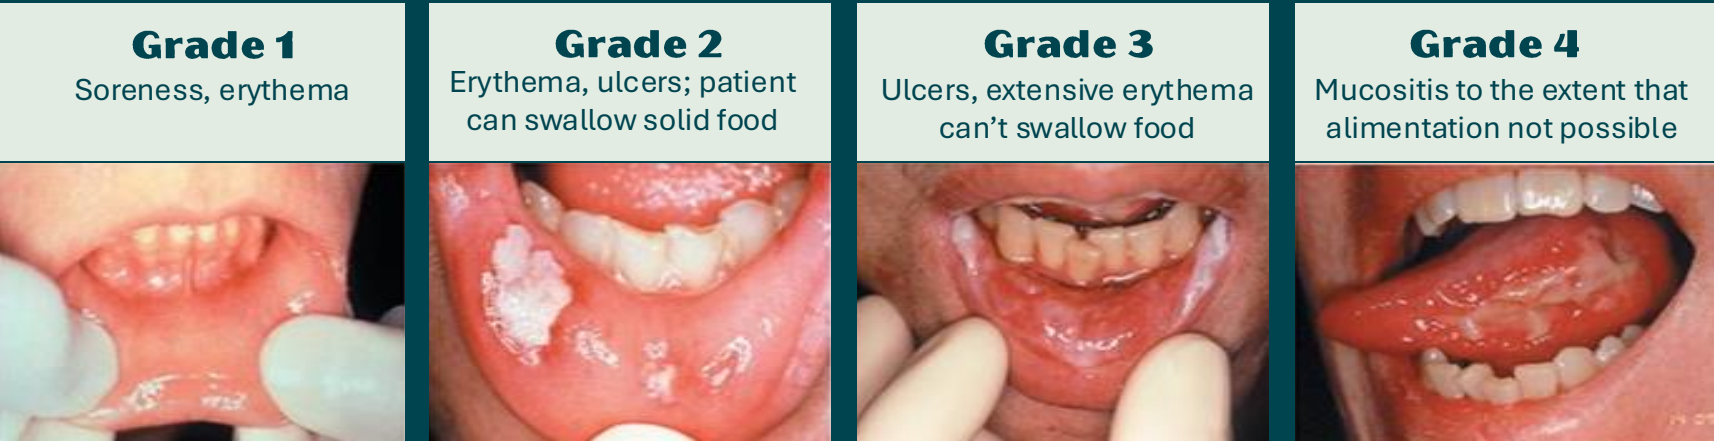 Grade 1
Soreness, erythema
Grade 2
Erythema, ulcers; patient
can swallow solid food
Grade 3
Ulcers, extensive erythema
can’t swallow food
Grade 4
Mucositis to the extent that
alimentation not possible